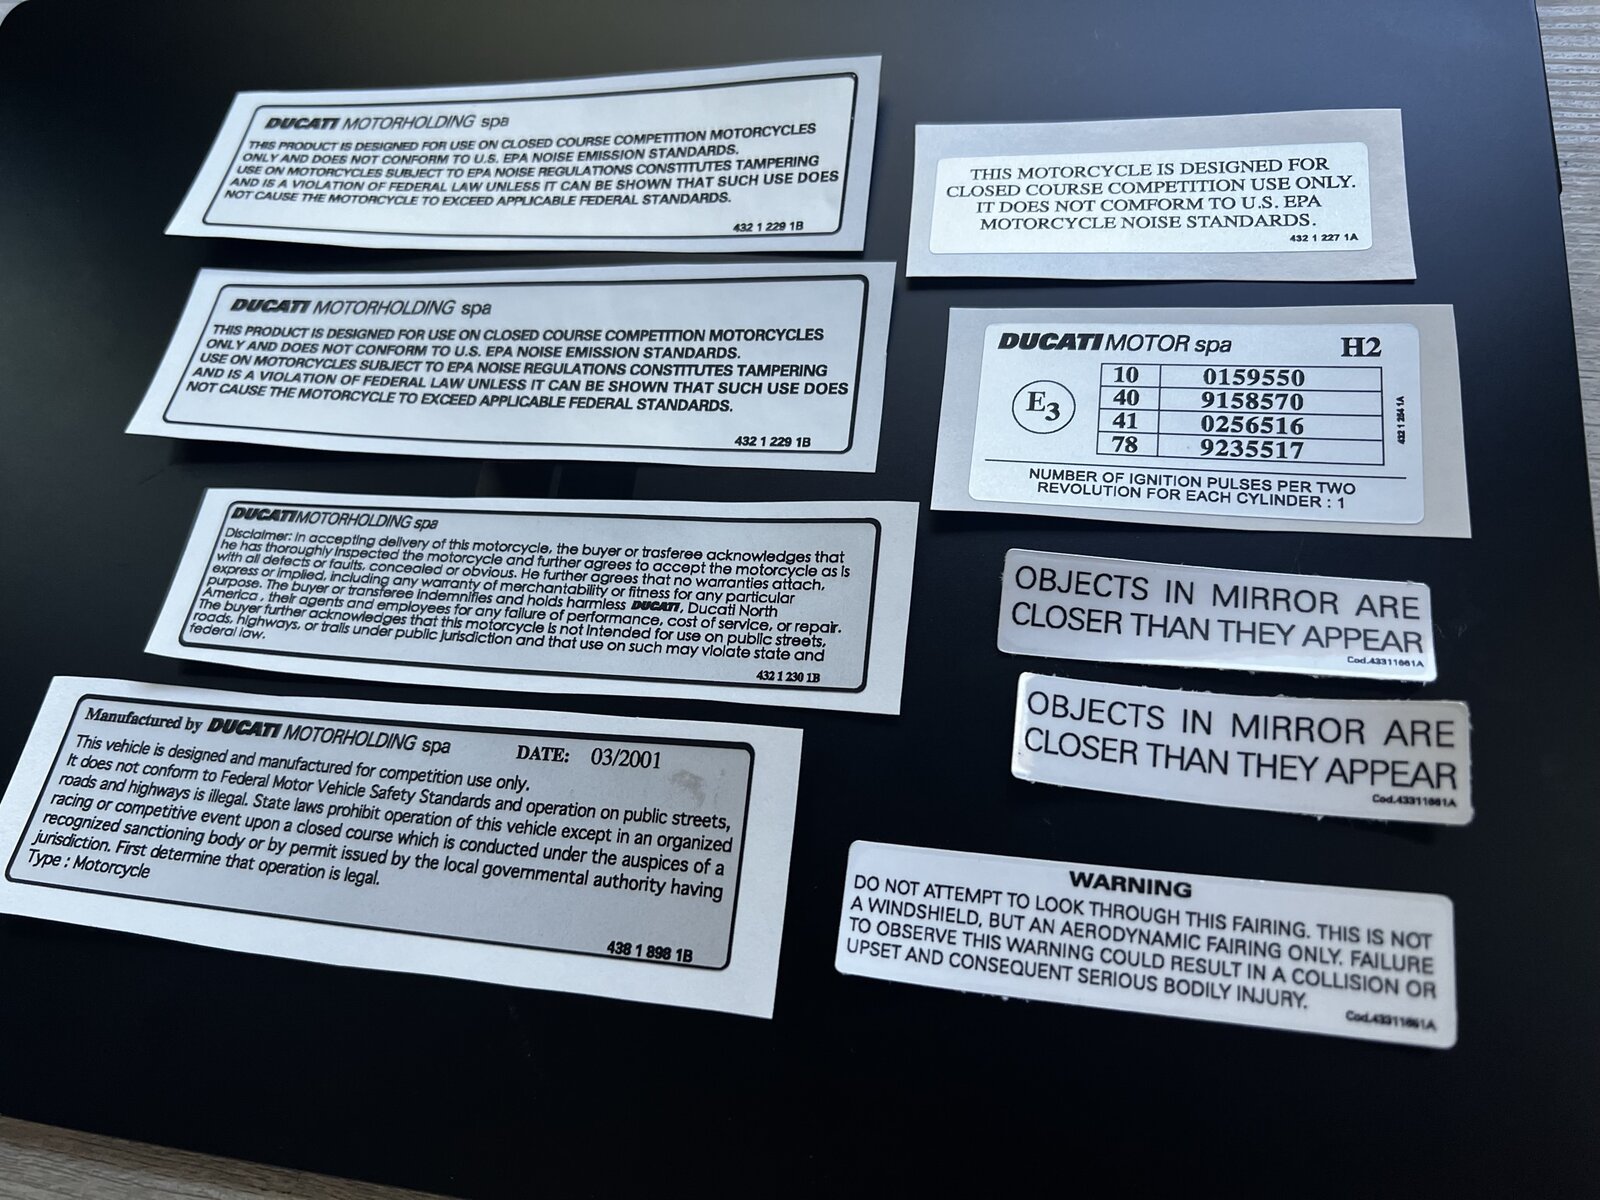 DUCATI MOTORHOLDING spa
THIS PRODUCT IS DESIGNED FOR USE ON CLOSED COURSE COMPETITION MOTORCYCLES
ONLY AND DOES NOT CONFORM TO U.S. EPA NOISE EMISSION STANDARDS.
USE ON MOTORCYCLES SUBJECT TO EPA NOISE REGULATIONS CONSTITUTES TAMPERING
AND IS A VIOLATION OF FEDERAL LAW UNLESS IT CAN BE SHOWN THAT SUCH USE DOES
NOT CAUSE THE MOTORCYCLE TO EXCEED APPLICABLE FEDERAL STANDARDS.
432 1 229 1B
DUCATI MOTORHOLDING spa
THIS PRODUCT IS DESIGNED FOR USE ON CLOSED COURSE COMPETITION MOTORCYCLES
ONLY AND DOES NOT CONFORM TO U.S. EPA NOISE EMISSION STANDARDS.
USE ON MOTORCYCLES SUBJECT TO EPA NOISE REGULATIONS CONSTITUTES TAMPERING
AND IS A VIOLATION OF FEDERAL LAW UNLESS IT CAN BE SHOWN THAT SUCH USE DOES
NOT CAUSE THE MOTORCYCLE TO EXCEED APPLICABLE FEDERAL STANDARDS.
432 1 229 1B
DUCATI MOTORHOLDING spa
Disclaimer: In accepting delivery of this motorcycle, the buyer or trasferee acknowledges that
he has thoroughly inspected the motorcycle and further agrees to accept the motorcycle as is
with all defects or faults, concealed or obvious. He further agrees that no warranties attach,
express or implied, including any warranty of merchantability or fitness for any particular
purpose. The buyer or transferee indemnifies and holds harmless DUCATI, Ducati North
America, their agents and employees for any failure of performance, cost of service, or repair.
The buyer further acknowledges that this motorcycle is not intended for use on public streets,
roads, highways, or trails under public jurisdiction and that use on such may violate state and
federal law.
432 1 230 1B
Manufactured by DUCATI MOTORHOLDING spa DATE: 03/2001
This vehicle is designed and manufactured for competition use only.
It does not conform to Federal Motor Vehicle Safety Standards and operation on public streets,
roads and highways is illegal. State laws prohibit operation of this vehicle except in an organized
racing or competitive event upon a closed course which is conducted under the auspices of a
recognized sanctioning body or by permit issued by the local governmental authority having
jurisdiction. First determine that operation is legal.
Type : Motorcycle
438 1 898 1B
THIS MOTORCYCLE IS DESIGNED FOR
CLOSED COURSE COMPETITION USE ONLY.
IT DOES NOT COMFORM TO U.S. EPA
MOTORCYCLE NOISE STANDARDS.
432 1 227 1A
DUCATI MOTOR spa H2
E3
10 0159550
40 9158570
41 0256516
78 9235517
432 1 264 1A
NUMBER OF IGNITION PULSES PER TWO
REVOLUTION FOR EACH CYLINDER : 1
OBJECTS IN MIRROR ARE
CLOSER THAN THEY APPEAR
Cod.43311661A
OBJECTS IN MIRROR ARE
CLOSER THAN THEY APPEAR
Cod.43311661A
WARNING
DO NOT ATTEMPT TO LOOK THROUGH THIS FAIRING. THIS IS NOT
A WINDSHIELD, BUT AN AERODYNAMIC FAIRING ONLY. FAILURE
TO OBSERVE THIS WARNING COULD RESULT IN A COLLISION OR
UPSET AND CONSEQUENT SERIOUS BODILY INJURY.